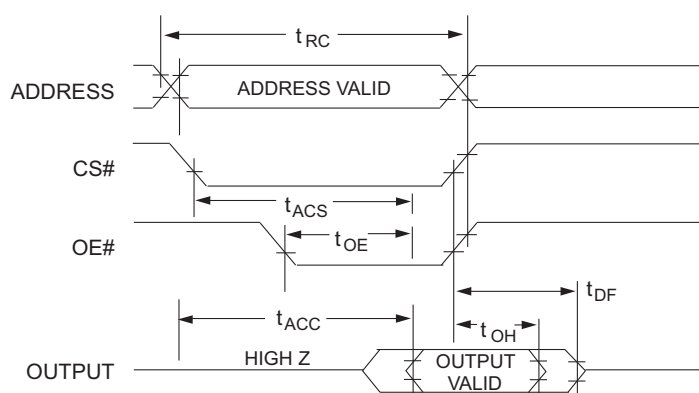 tRC
ADDRESS
ADDRESS VALID
CS#
tACS
OE#
tOE
tDF
tACC
tOH
OUTPUT
HIGH Z
OUTPUT
VALID